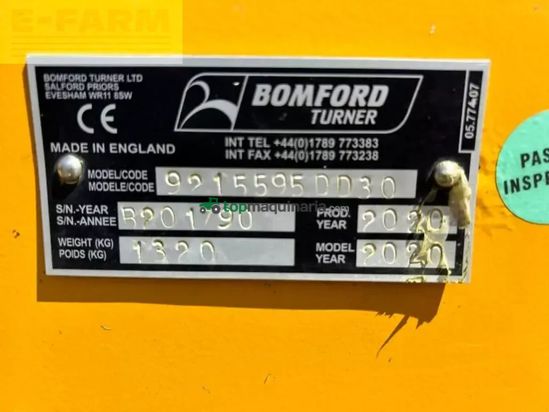 E-FARM
BOMFORD TURNER LTD
SALFORD PRIORS
EVESHAM WR11 8SW
CE
BOMFORD
TURNER
05.774.07
MADE IN ENGLAND
INT TEL +44(0)1789 773383
INT FAX +44(0)1789 773238
MODEL/CODE
MODELE/CODE
9215595DD30
S/N.-YEAR
S/N.-ANNEE
B201790
PROD.
YEAR
2020
WEIGHT (KG)
POIDS (KG)
1320
MODEL
YEAR
2020
topmaquinaria.com
PAS
INSPE